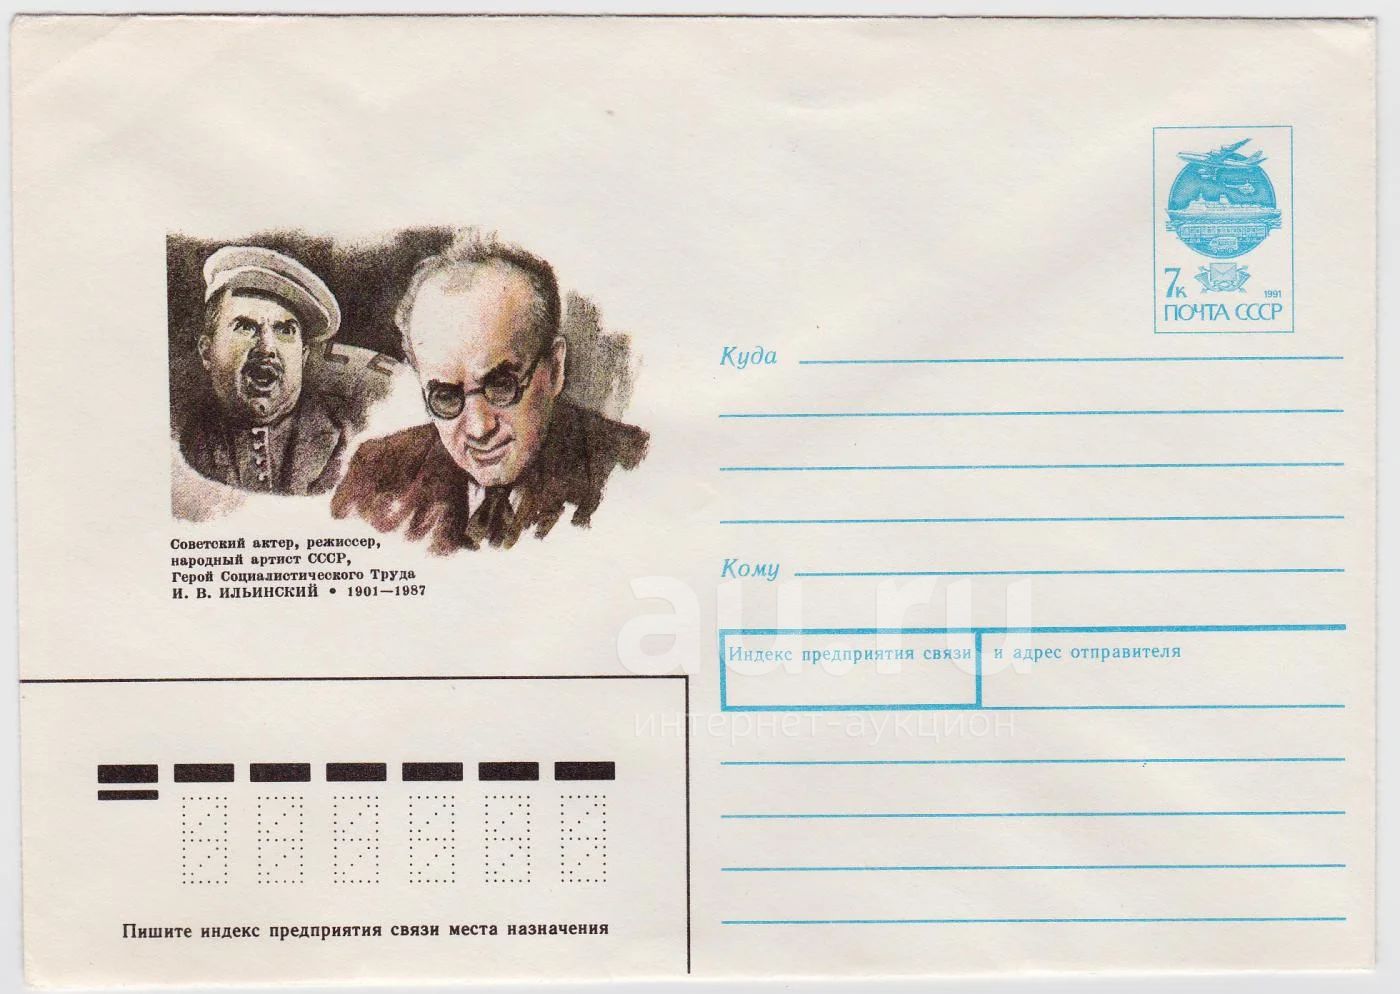 7к
1991
ПОЧТА СССР
Куда
Советский актер, режиссер,
народный артист СССР,
Герой Социалистического Труда
И. В. ИЛЬИНСКИЙ • 1901—1987
Кому
au.ru
интернет-аукцион
Индекс предприятия связи и адрес отправителя
Пишите индекс предприятия связи места назначения